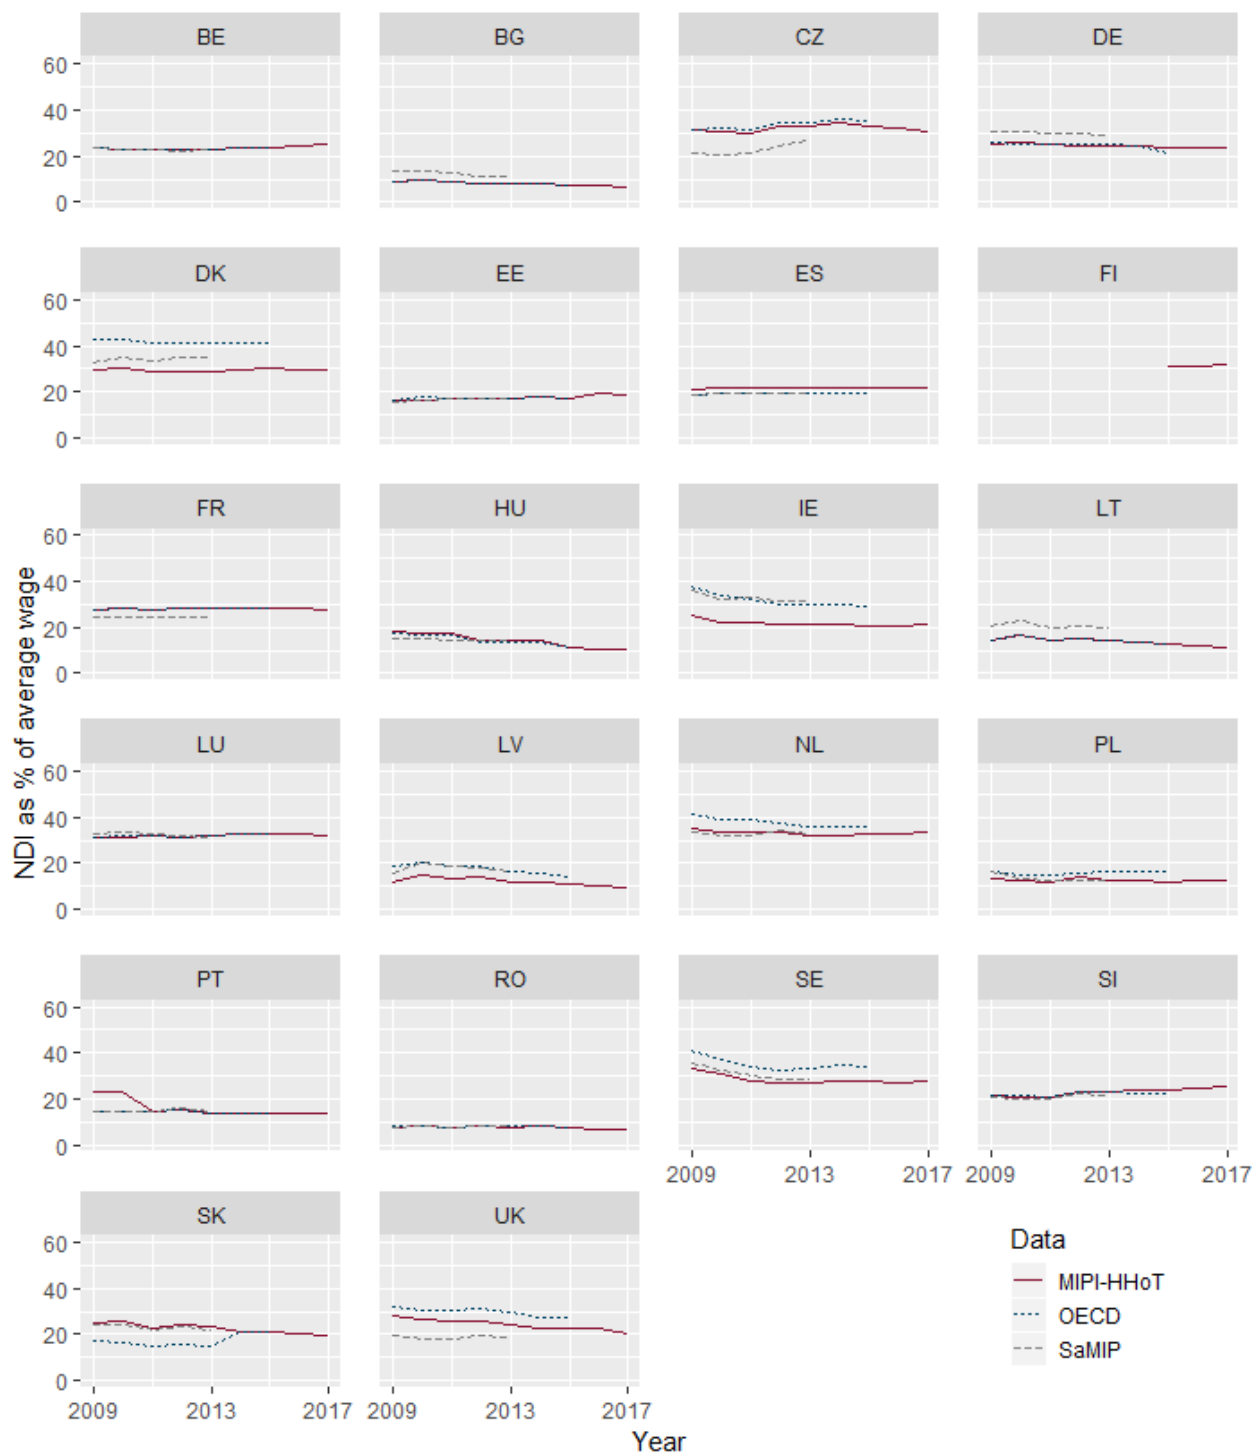 BE BG CZ DE
60
40
20
0
DK EE ES FI
60
40
20
0
FR HU IE LT
60
40
20
0
LU LV NL PL
60
40
20
0
PT RO SE SI
60
40
20
0
2009 2013 2017 2009 2013 2017
SK UK
60
40
20
0
2009 2013 2017 2009 2013 2017
NDI as % of average wage
Year
Data
MIPI-HHoT
OECD
SaMIP